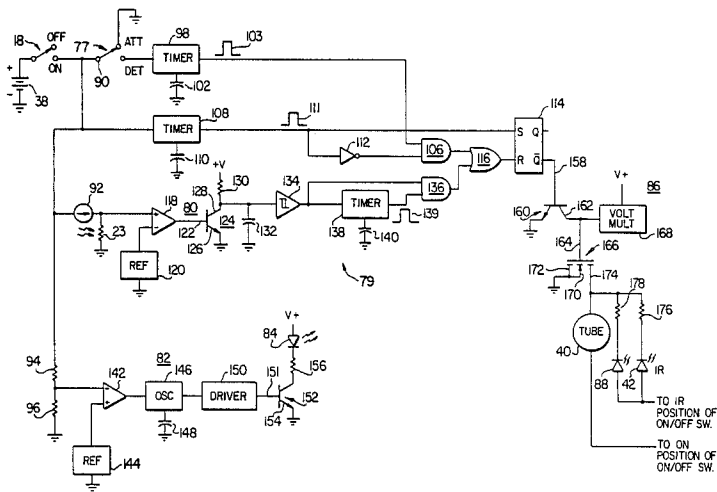 18 OFF 77 ATT 98 103
ON 90 DET TIMER
+ - 38 102
108 111 114
TIMER 112 106 S Q
110 116 R Q̅ 158
+V 130 134 136
92 118 80 128 124 TIMER 139
23 122 126 132 138 140
REF 120 79
V+ 86
160 162 VOLT MULT 168
164 166
172 170 174 178
176
TUBE 40 88 42 IR
TO IR
POSITION OF
ON/OFF SW.
TO ON
POSITION OF
ON/OFF SW.
V+
84
156
94 142 82 146 150 151 152
96 OSC DRIVER 154
148
REF 144